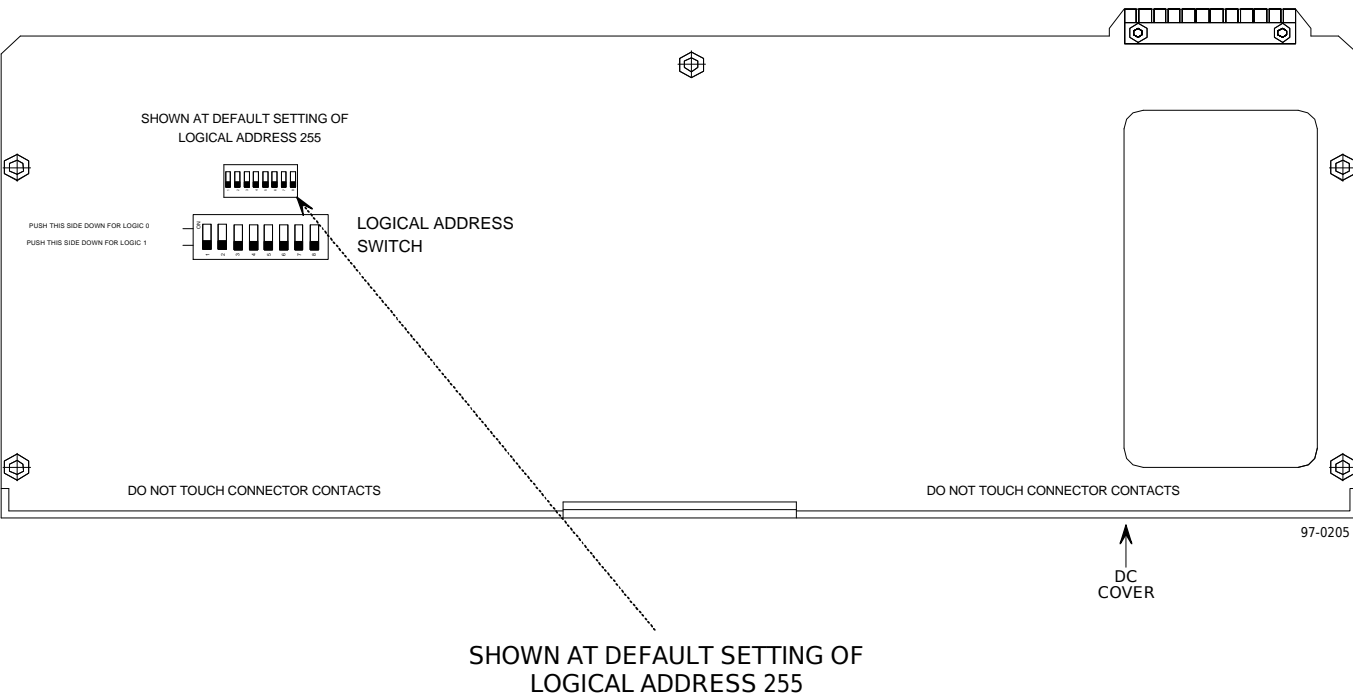 SHOWN AT DEFAULT SETTING OF
LOGICAL ADDRESS 255
PUSH THIS SIDE DOWN FOR LOGIC 0
PUSH THIS SIDE DOWN FOR LOGIC 1
ON
1 2 3 4 5 6 7 8
LOGICAL ADDRESS
SWITCH
DO NOT TOUCH CONNECTOR CONTACTS
DO NOT TOUCH CONNECTOR CONTACTS
97-0205
DC
COVER
SHOWN AT DEFAULT SETTING OF
LOGICAL ADDRESS 255